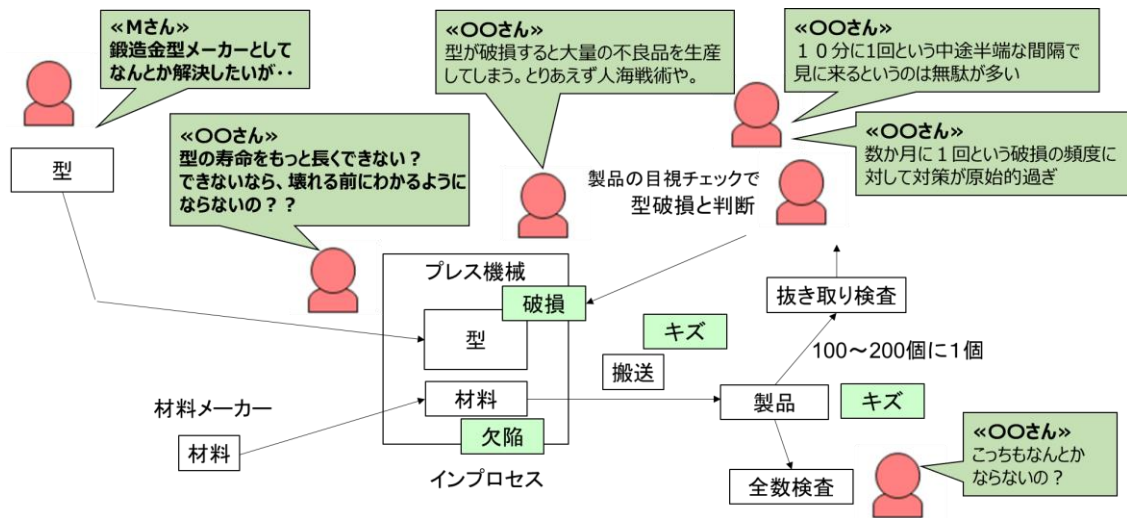 ≪Mさん≫
鍛造金型メーカーとして
なんとか解決したいが‥
型
≪〇〇さん≫
型の寿命をもっと長くできない？
できないなら、壊れる前にわかるように
ならないの？？
≪〇〇さん≫
型が破損すると大量の不良品を生産
してしまう。とりあえず人海戦術や。
≪〇〇さん≫
１０分に1回という中途半端な間隔で
見に来るというのは無駄が多い
≪〇〇さん≫
数か月に１回という破損の頻度に
対して対策が原始的過ぎ
製品の目視チェックで
型破損と判断
プレス機械
破損
型
材料
欠陥
インプロセス
材料メーカー
材料
キズ
搬送
抜き取り検査
100～200個に１個
製品
キズ
全数検査
≪〇〇さん≫
こっちもなんとか
ならないの？